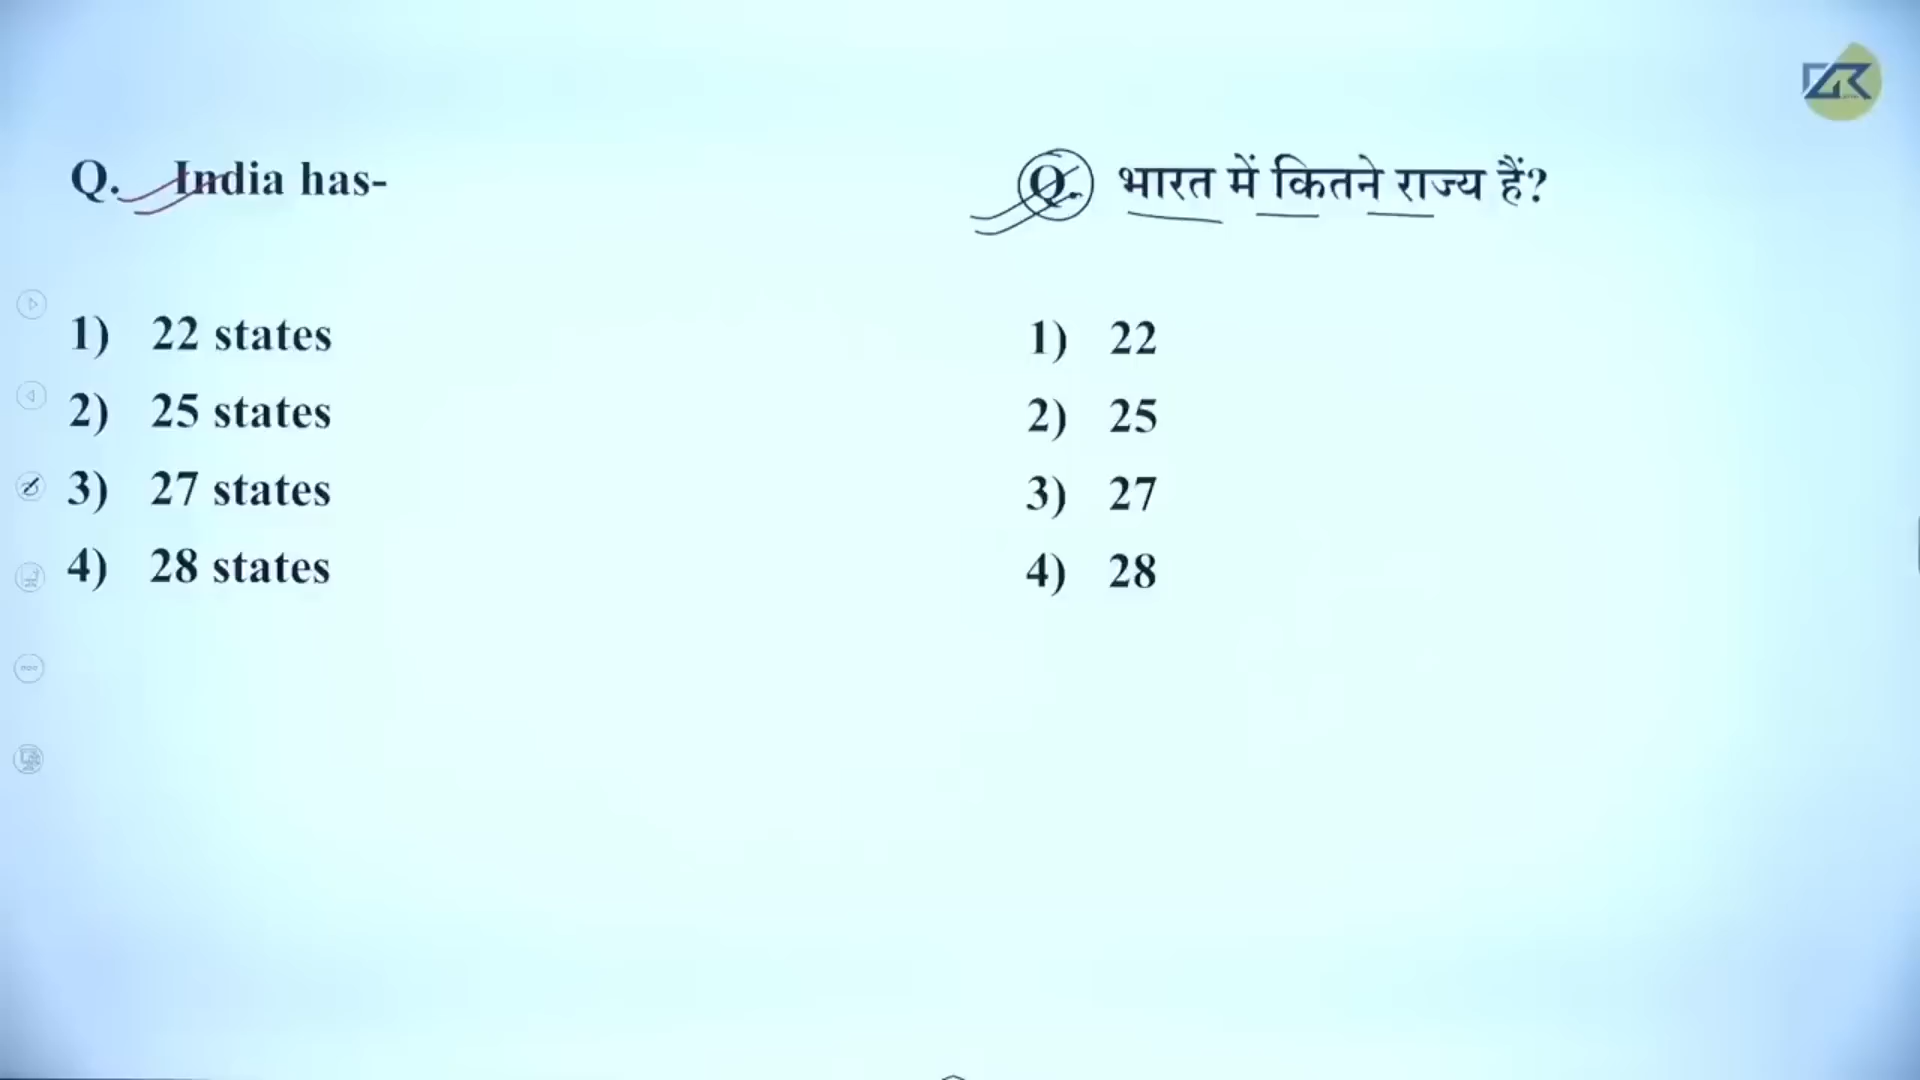 Q. India has-
1) 22 states
2) 25 states
3) 27 states
4) 28 states
Q. भारत में कितने राज्य हैं?
1) 22
2) 25
3) 27
4) 28